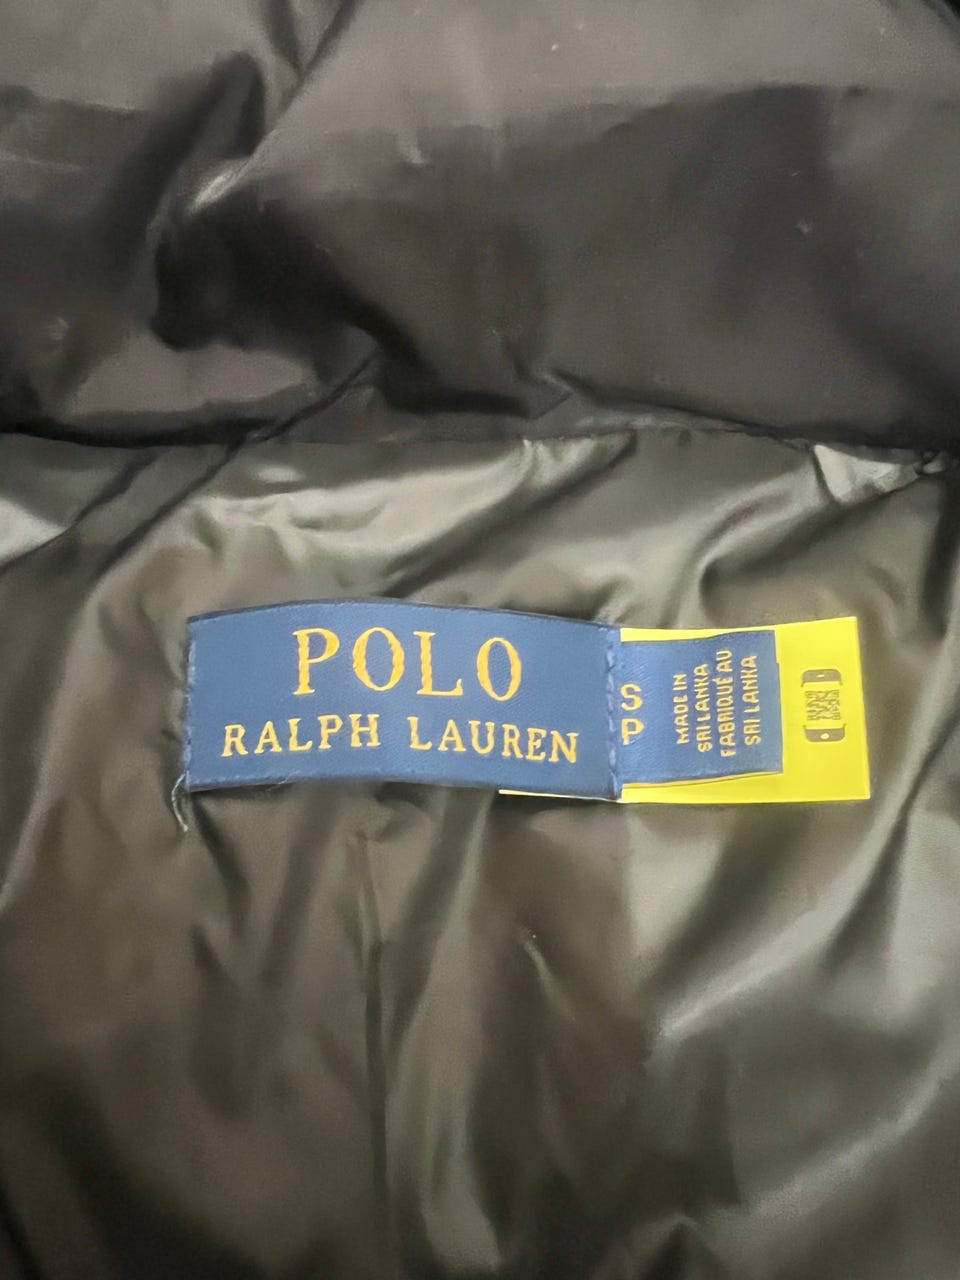 POLO
RALPH LAUREN
S
P
MADE IN
SRI LANKA
FABRIQUÉ AU
SRI LANKA